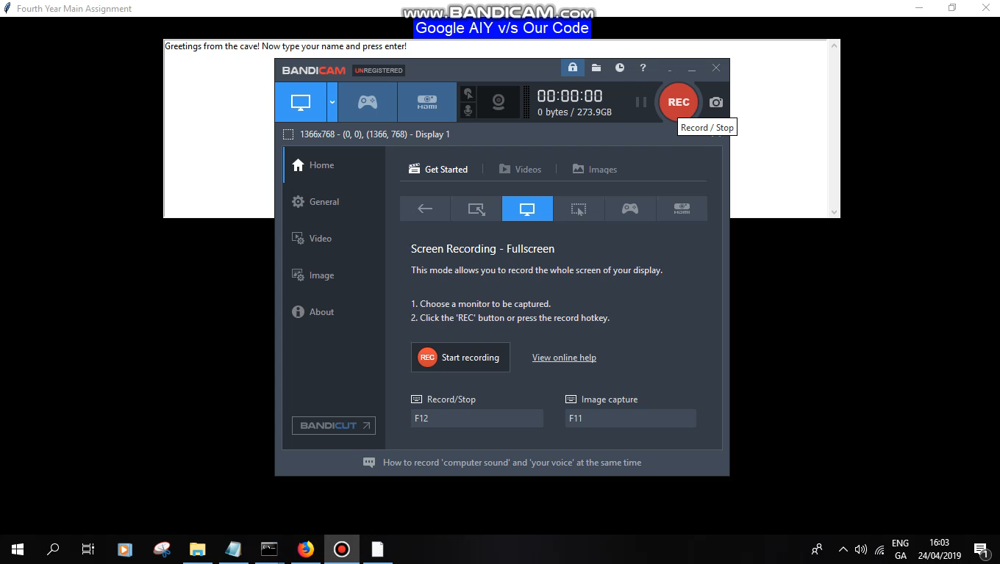 Fourth Year Main Assignment
www.BANDICAM.com
Google AIY v/s Our Code
Greetings from the cave! Now type your name and press enter!
BANDICAM UNREGISTERED
?
HDMI
00:00:00
0 bytes / 273.9GB
REC
Record / Stop
1366x768 - (0, 0), (1366, 768) - Display 1
Home
Get Started
Videos
Images
General
HDMI
Video
Screen Recording - Fullscreen
This mode allows you to record the whole screen of your display.
Image
1. Choose a monitor to be captured.
About
2. Click the 'REC' button or press the record hotkey.
REC Start recording
View online help
Record/Stop
Image capture
F12
F11
BANDICUT
How to record 'computer sound' and 'your voice' at the same time
ENG
GA
16:03
24/04/2019
1